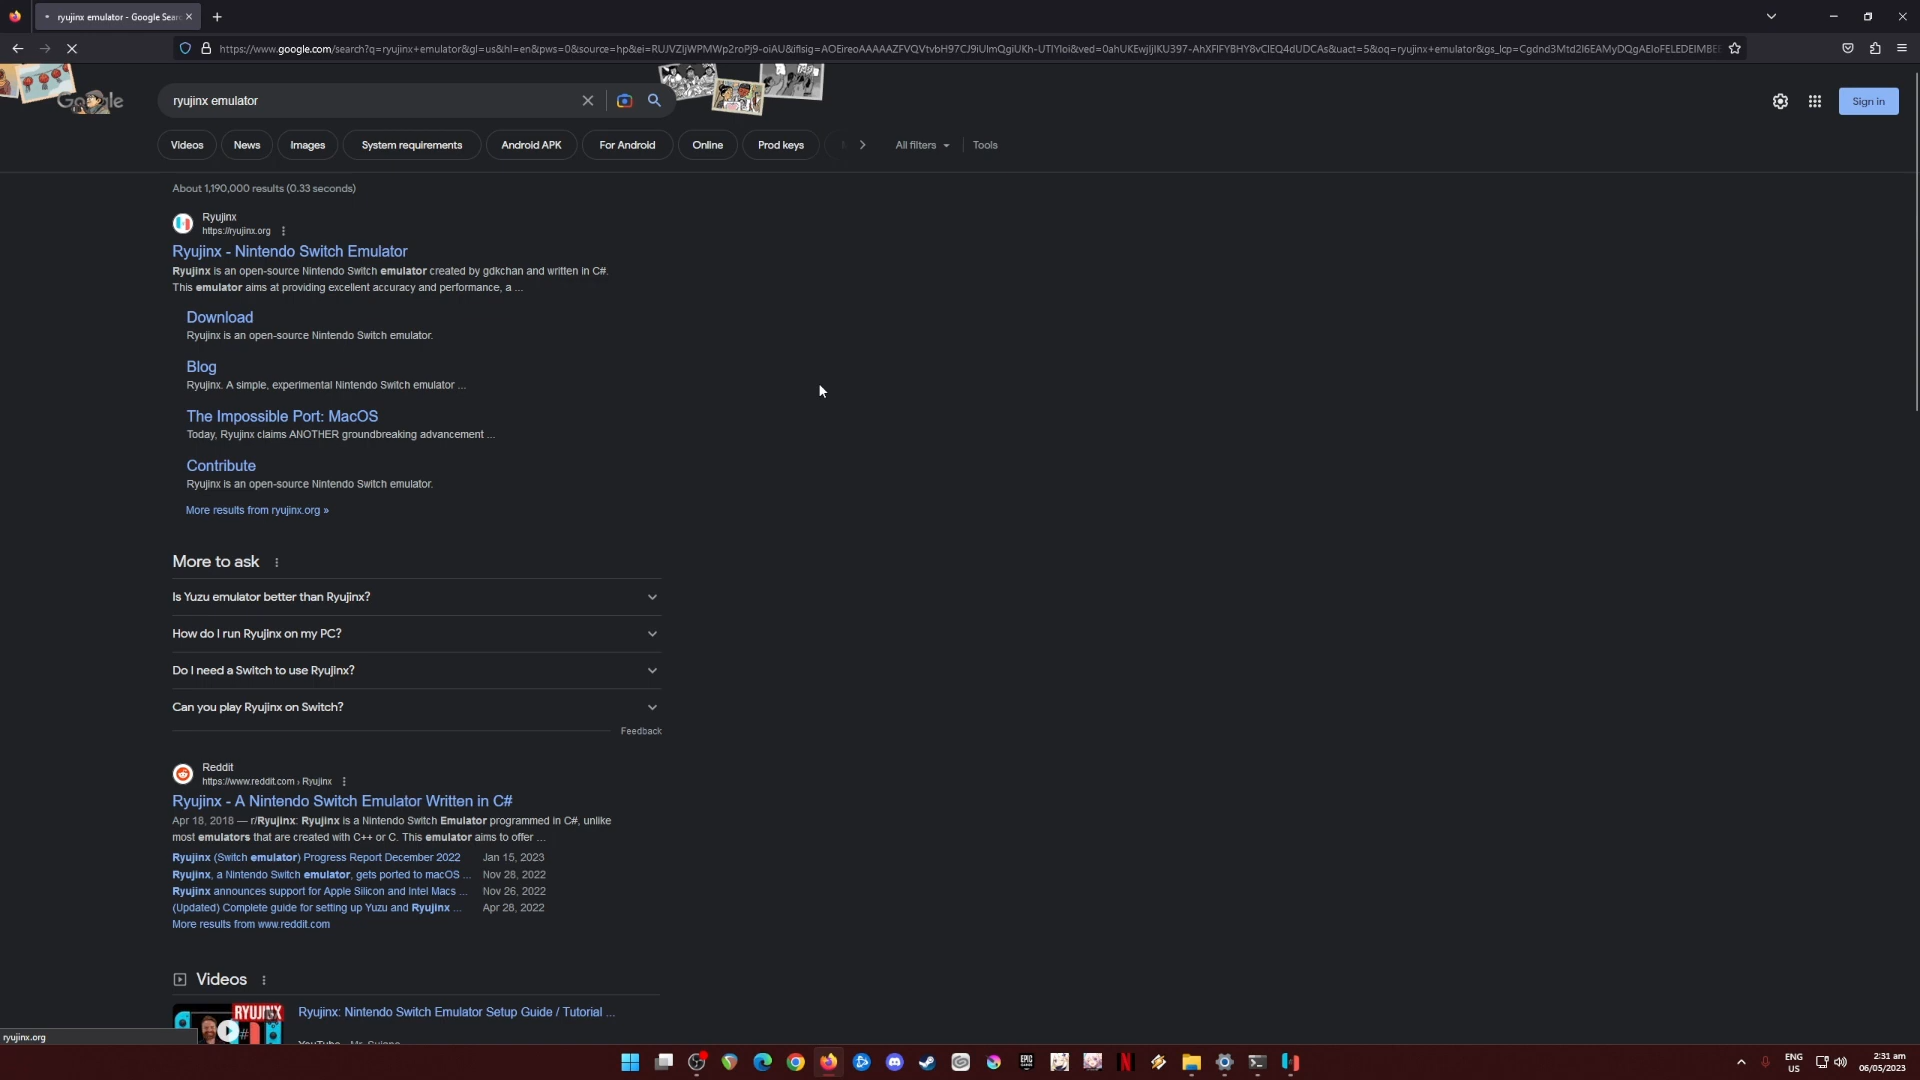 ryujinx emulator - Google Sear
https://www.google.com/search?q=ryujinx+emulator&gl=us&hl=en&pws=0&source=hp&ei=
Google
ryujinx emulator
Sign in
Videos
News
Images
System requirements
Android APK
For Android
Online
Prod keys
All filters
Tools
About 1,190,000 results (0.33 seconds)
Ryujinx
https://ryujinx.org
Ryujinx - Nintendo Switch Emulator
Ryujinx is an open-source Nintendo Switch emulator created by gdkchan and written in C#.
This emulator aims at providing excellent accuracy and performance, a ...
Download
Ryujinx is an open-source Nintendo Switch emulator.
Blog
Ryujinx. A simple, experimental Nintendo Switch emulator ...
The Impossible Port: MacOS
Today, Ryujinx claims ANOTHER groundbreaking advancement ...
Contribute
Ryujinx is an open-source Nintendo Switch emulator.
More results from ryujinx.org »
More to ask
Is Yuzu emulator better than Ryujinx?
How do I run Ryujinx on my PC?
Do I need a Switch to use Ryujinx?
Can you play Ryujinx on Switch?
Feedback
Reddit
https://www.reddit.com › Ryujinx
Ryujinx - A Nintendo Switch Emulator Written in C#
Apr 18, 2018 — r/Ryujinx: Ryujinx is a Nintendo Switch Emulator programmed in C#, unlike
most emulators that are created with C++ or C. This emulator aims to offer ...
Ryujinx (Switch emulator) Progress Report December 2022 Jan 15, 2023
Ryujinx, a Nintendo Switch emulator, gets ported to macOS ... Nov 28, 2022
Ryujinx announces support for Apple Silicon and Intel Macs ... Nov 26, 2022
(Updated) Complete guide for setting up Yuzu and Ryujinx ... Apr 28, 2022
More results from www.reddit.com
Videos
RYUJINX
Ryujinx: Nintendo Switch Emulator Setup Guide / Tutorial ...
ryujinx.org
EPIC
N
ENG
US
2:31 am
06/05/2023